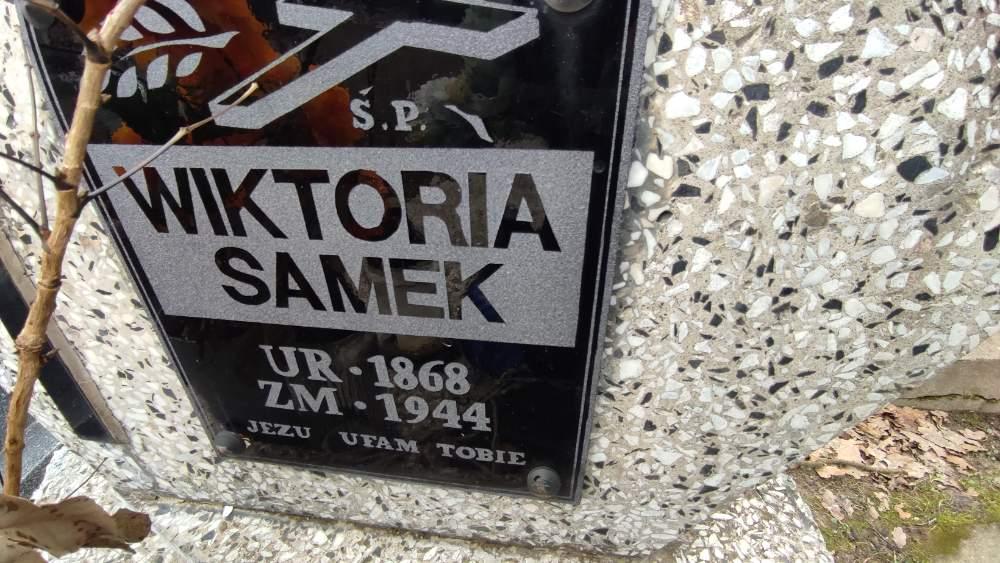 Ś.P.
WIKTORIA
SAMEK
UR · 1868
ZM · 1944
JEZU UFAM TOBIE